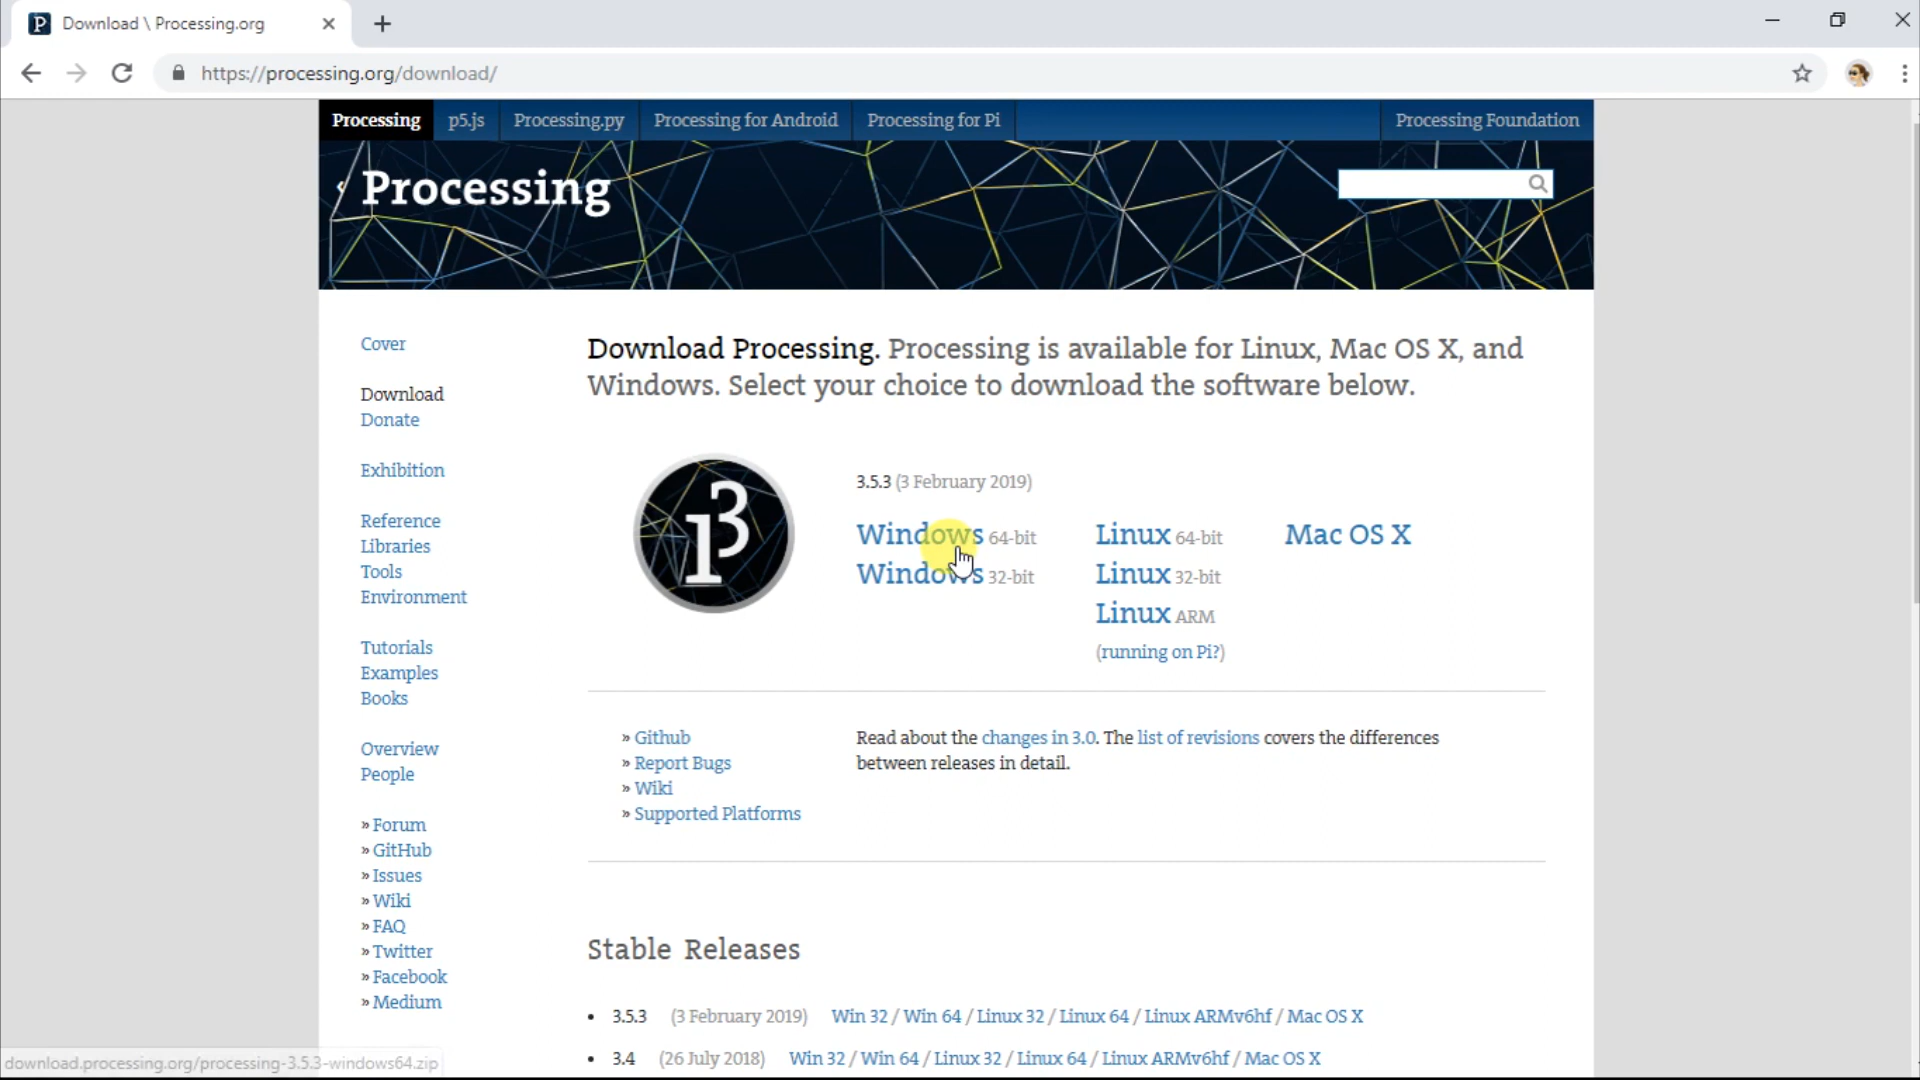 Download \ Processing.org
https://processing.org/download/
Processing p5.js Processing.py Processing for Android Processing for Pi Processing Foundation
Processing
Cover
Download
Donate
Exhibition
Reference
Libraries
Tools
Environment
Tutorials
Examples
Books
Overview
People
» Forum
» GitHub
» Issues
» Wiki
» FAQ
» Twitter
» Facebook
» Medium
Download Processing. Processing is available for Linux, Mac OS X, and
Windows. Select your choice to download the software below.
3
3.5.3 (3 February 2019)
Windows 64-bit
Windows 32-bit
Linux 64-bit
Linux 32-bit
Linux ARM
(running on Pi?)
Mac OS X
» Github
» Report Bugs
» Wiki
» Supported Platforms
Read about the changes in 3.0. The list of revisions covers the differences
between releases in detail.
Stable Releases
• 3.5.3 (3 February 2019) Win 32 / Win 64 / Linux 32 / Linux 64 / Linux ARMv6hf / Mac OS X
• 3.4 (26 July 2018) Win 32 / Win 64 / Linux 32 / Linux 64 / Linux ARMv6hf / Mac OS X
download.processing.org/processing-3.5.3-windows64.zip